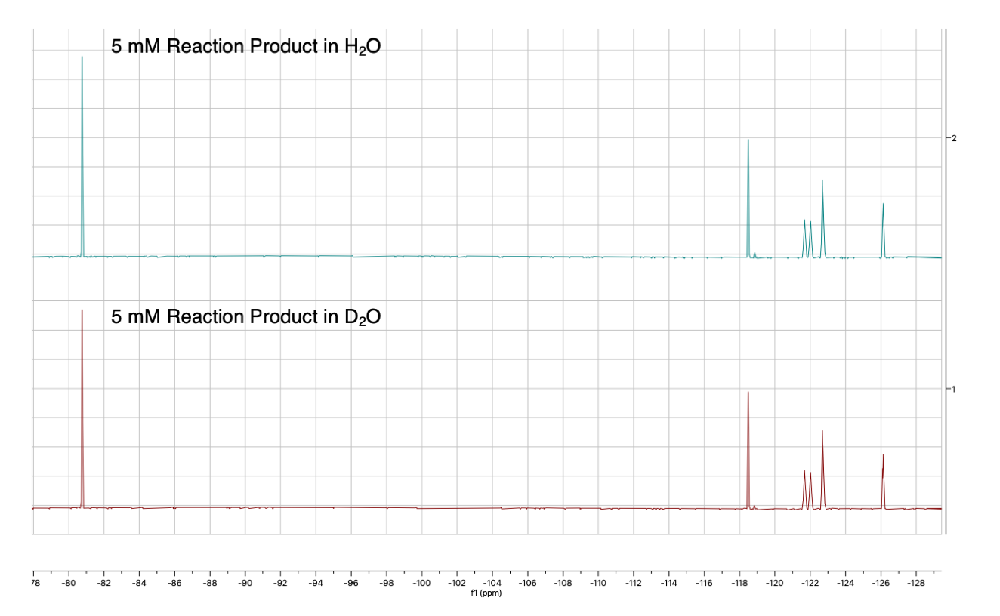 5 mM Reaction Product in H₂O
2
5 mM Reaction Product in D₂O
1
78 -80 -82 -84 -86 -88 -90 -92 -94 -96 -98 -100 -102 -104 -106 -108 -110 -112 -114 -116 -118 -120 -122 -124 -126 -128
f1 (ppm)